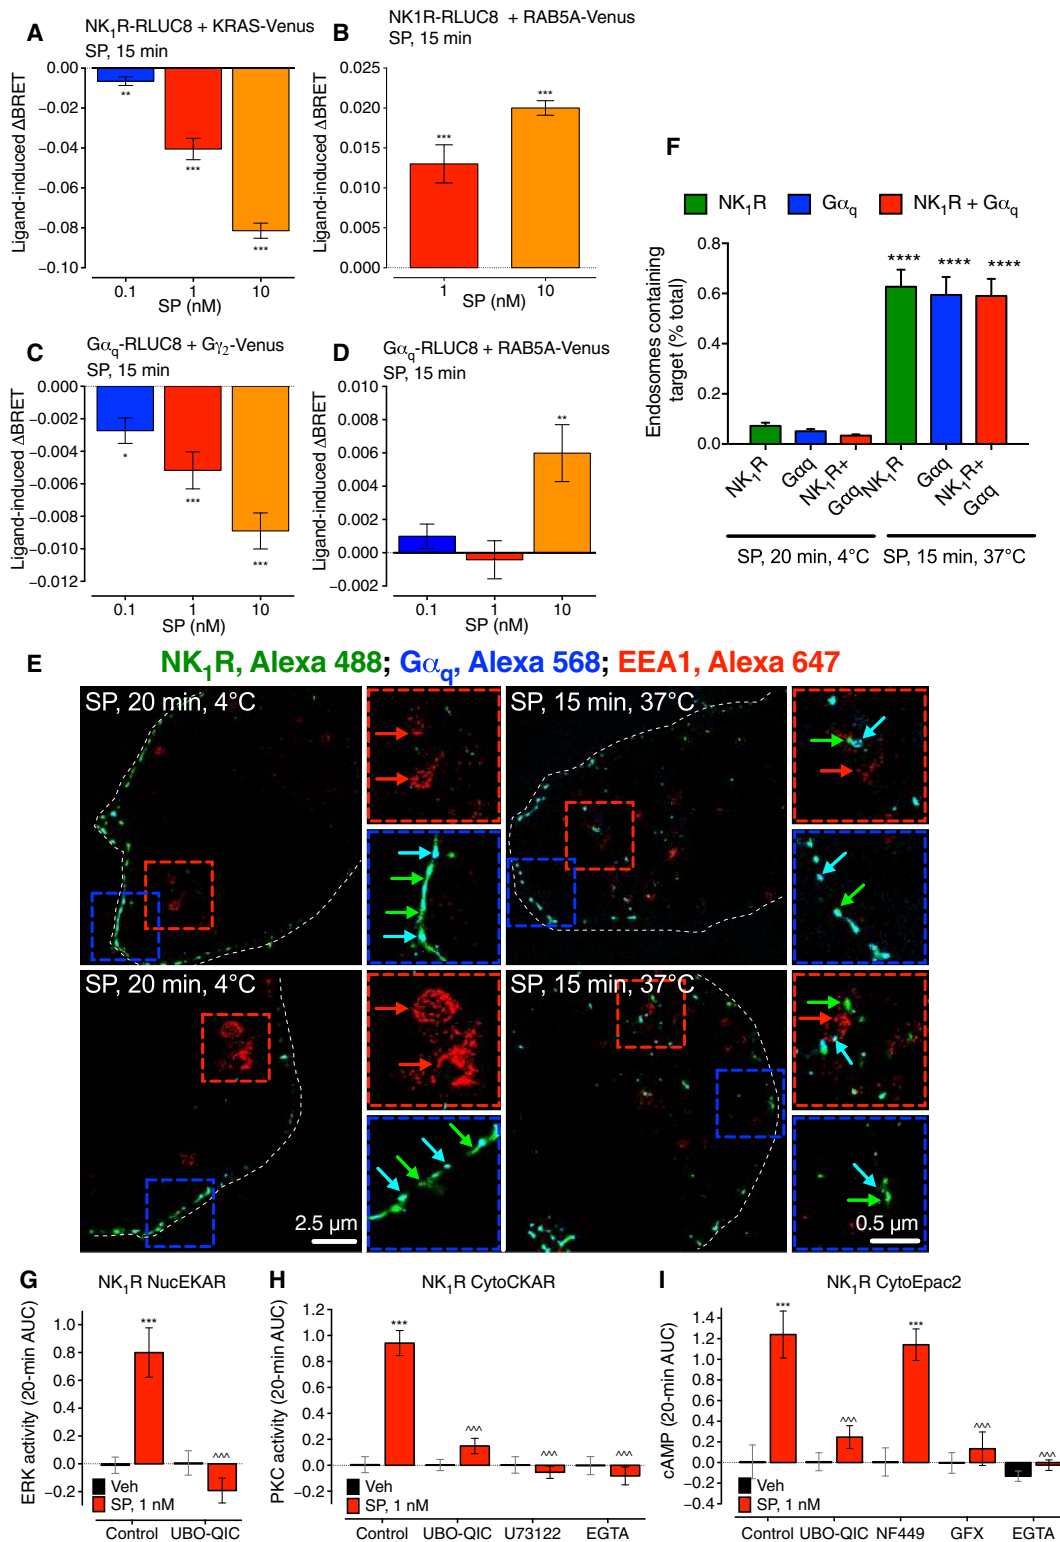 A
NK1R-RLUC8 + KRAS-Venus
SP, 15 min
Ligand-induced ΔBRET
0.00
−0.02
−0.04
−0.06
−0.08
−0.10
**
***
***
0.1 1 10
SP (nM)
B
NK1R-RLUC8 + RAB5A-Venus
SP, 15 min
Ligand-induced ΔBRET
0.025
0.020
0.015
0.010
0.005
0.000
***
***
1 10
SP (nM)
C
Gαq-RLUC8 + Gγ2-Venus
SP, 15 min
Ligand-induced ΔBRET
0.000
−0.002
−0.004
−0.006
−0.008
−0.010
−0.012
*
***
***
0.1 1 10
SP (nM)
D
Gαq-RLUC8 + RAB5A-Venus
SP, 15 min
Ligand-induced ΔBRET
0.010
0.008
0.006
0.004
0.002
0.000
−0.002
**
0.1 1 10
SP (nM)
F
NK1R Gαq NK1R + Gαq
Endosomes containing
target (% total)
0.8
0.6
0.4
0.2
0.0
**** **** ****
NK1R Gαq NK1R+ Gαq NK1R Gαq NK1R+ Gαq
SP, 20 min, 4°C SP, 15 min, 37°C
E
NK1R, Alexa 488; Gαq, Alexa 568; EEA1, Alexa 647
SP, 20 min, 4°C SP, 15 min, 37°C
SP, 20 min, 4°C SP, 15 min, 37°C
2.5 µm 0.5 µm
G
NK1R NucEKAR
ERK activity (20-min AUC)
1.0
0.8
0.6
0.4
0.2
0.0
−0.2
***
^^^
Veh
SP, 1 nM
Control UBO-QIC
H
NK1R CytoCKAR
PKC activity (20-min AUC)
1.2
1.0
0.8
0.6
0.4
0.2
0.0
−0.2
***
^^^ ^^^ ^^^
Veh
SP, 1 nM
Control UBO-QIC U73122 EGTA
I
NK1R CytoEpac2
cAMP (20-min AUC)
1.4
1.2
1.0
0.8
0.6
0.4
0.2
0.0
−0.2
−0.4
*** ***
^^^ ^^^ ^^^
Veh
SP, 1 nM
Control UBO-QIC NF449 GFX EGTA